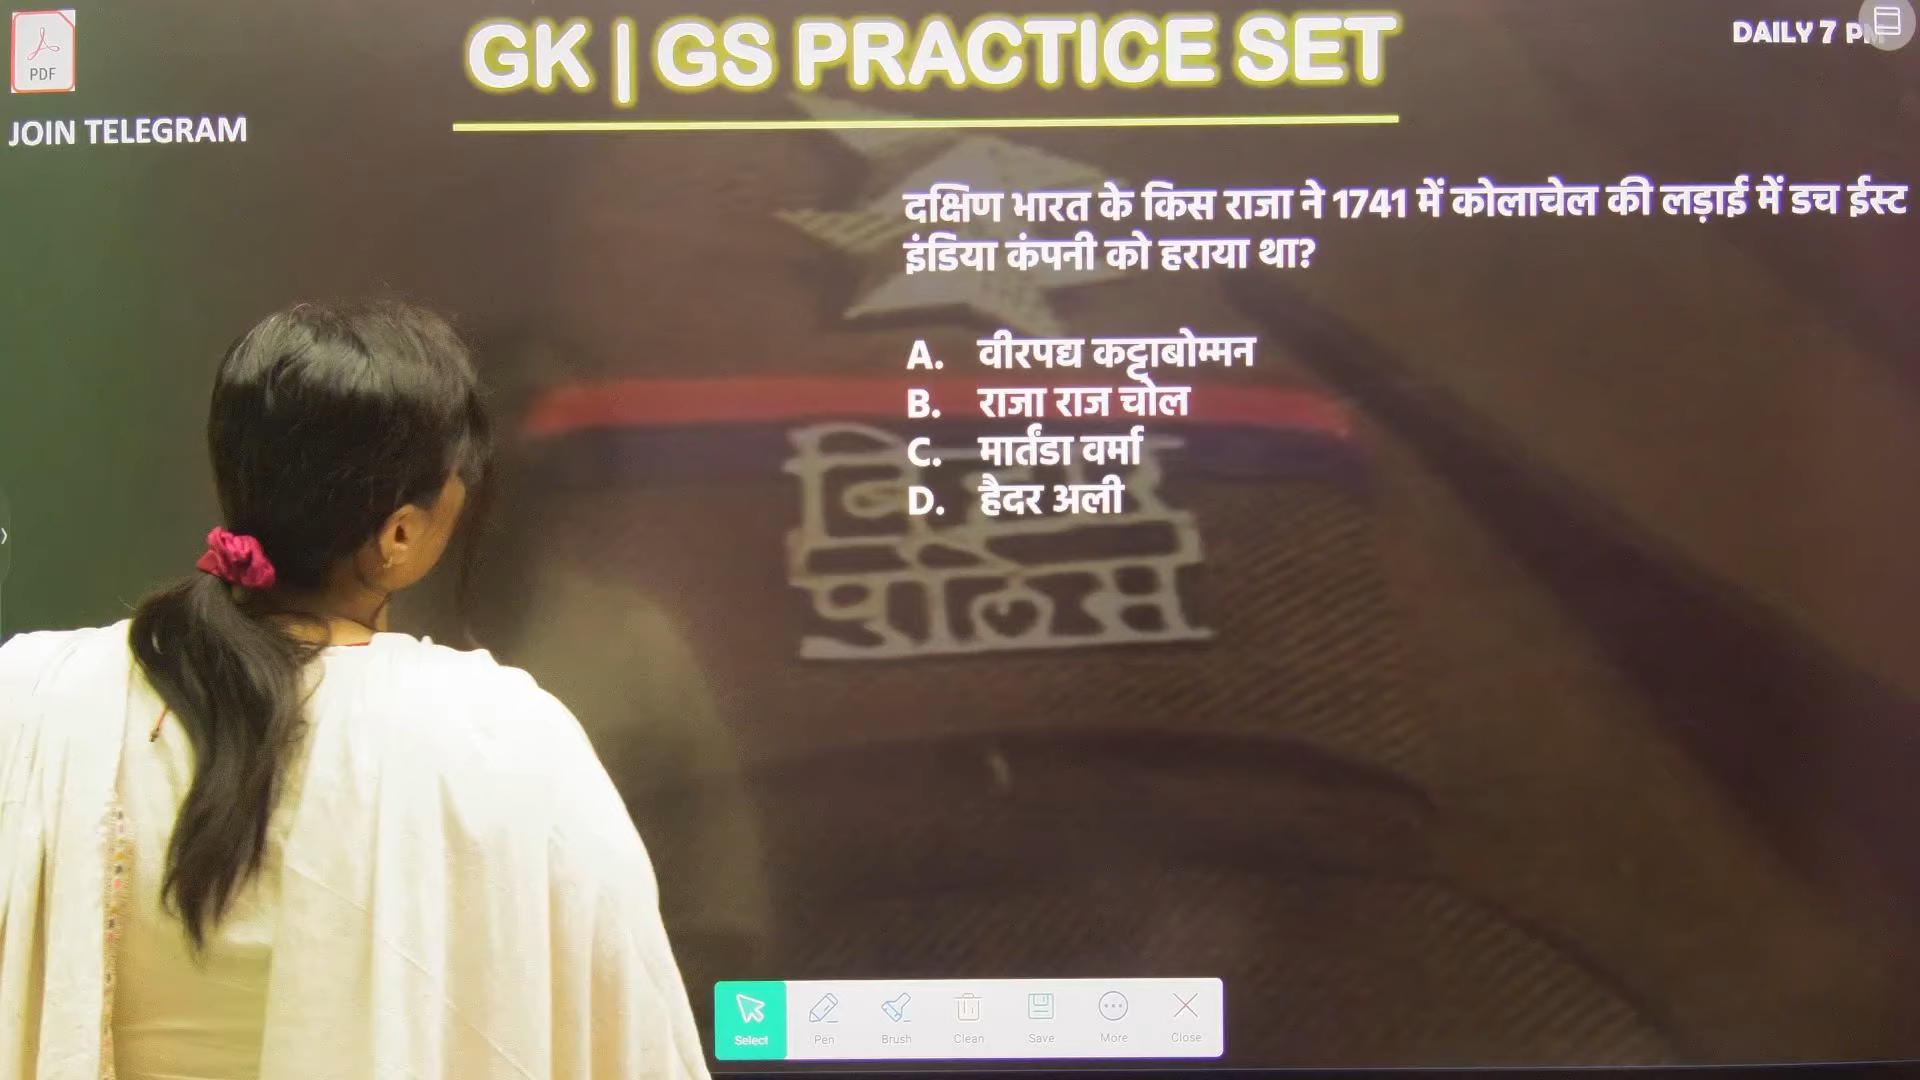 PDF
JOIN TELEGRAM
GK | GS PRACTICE SET
DAILY 7 PM
दक्षिण भारत के किस राजा ने 1741 में कोलाचेल की लड़ाई में डच ईस्ट
इंडिया कंपनी को हराया था?
A. वीरपद्य कट्टाबोम्मन
B. राजा राज चोल
C. मार्तंडा वर्मा
D. हैदर अली
बिहार
पुलिस
Select Pen Brush Clean Save More Close